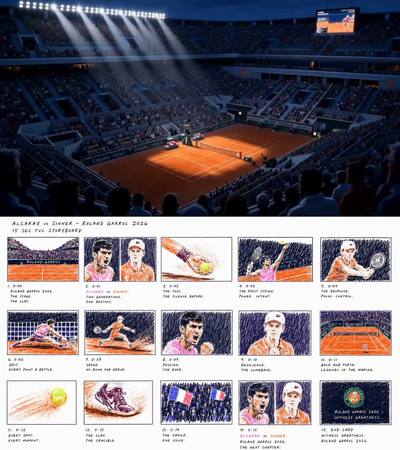 ALCARAZ vs SINNER – ROLAND GARROS 2026
15 SEC TVC STORYBOARD
ROLAND GARROS
1. 0:00
ROLAND GARROS 2026.
THE STAGE.
THE CLAY.
2. 0:01
ALCARAZ vs SINNER.
TWO GENERATIONS.
ONE DESTINY.
3. 0:02
THE TOSS.
THE SILENCE BEFORE.
4. 0:03
THE FIRST STRIKE.
POWER. INTENT.
5. 0:04
THE RESPONSE.
PRECISE CONTROL.
6. 0:05
GRIT.
EVERY POINT A BATTLE.
7. 0:07
SPEED.
NO ROOM FOR ERROR.
8. 0:09
PASSION.
THE ROAR.
9. 0:10
RESILIENCE.
THE COMEBACK.
10. 0:11
BACK AND FORTH.
LEGENDS IN THE MAKING.
11. 0:12
EVERY SHOT.
EVERY MOMENT.
12. 0:13
THE CLAY.
THE CRUCIBLE.
13. 0:14
THE CROWD.
ONE VOICE.
14. 0:15
ALCARAZ vs SINNER.
ROLAND GARROS 2026.
THE NEXT CHAPTER.
ROLAND GARROS 2026
WITNESS GREATNESS.
15. END CARD
WITNESS GREATNESS.
ROLAND GARROS 2026.